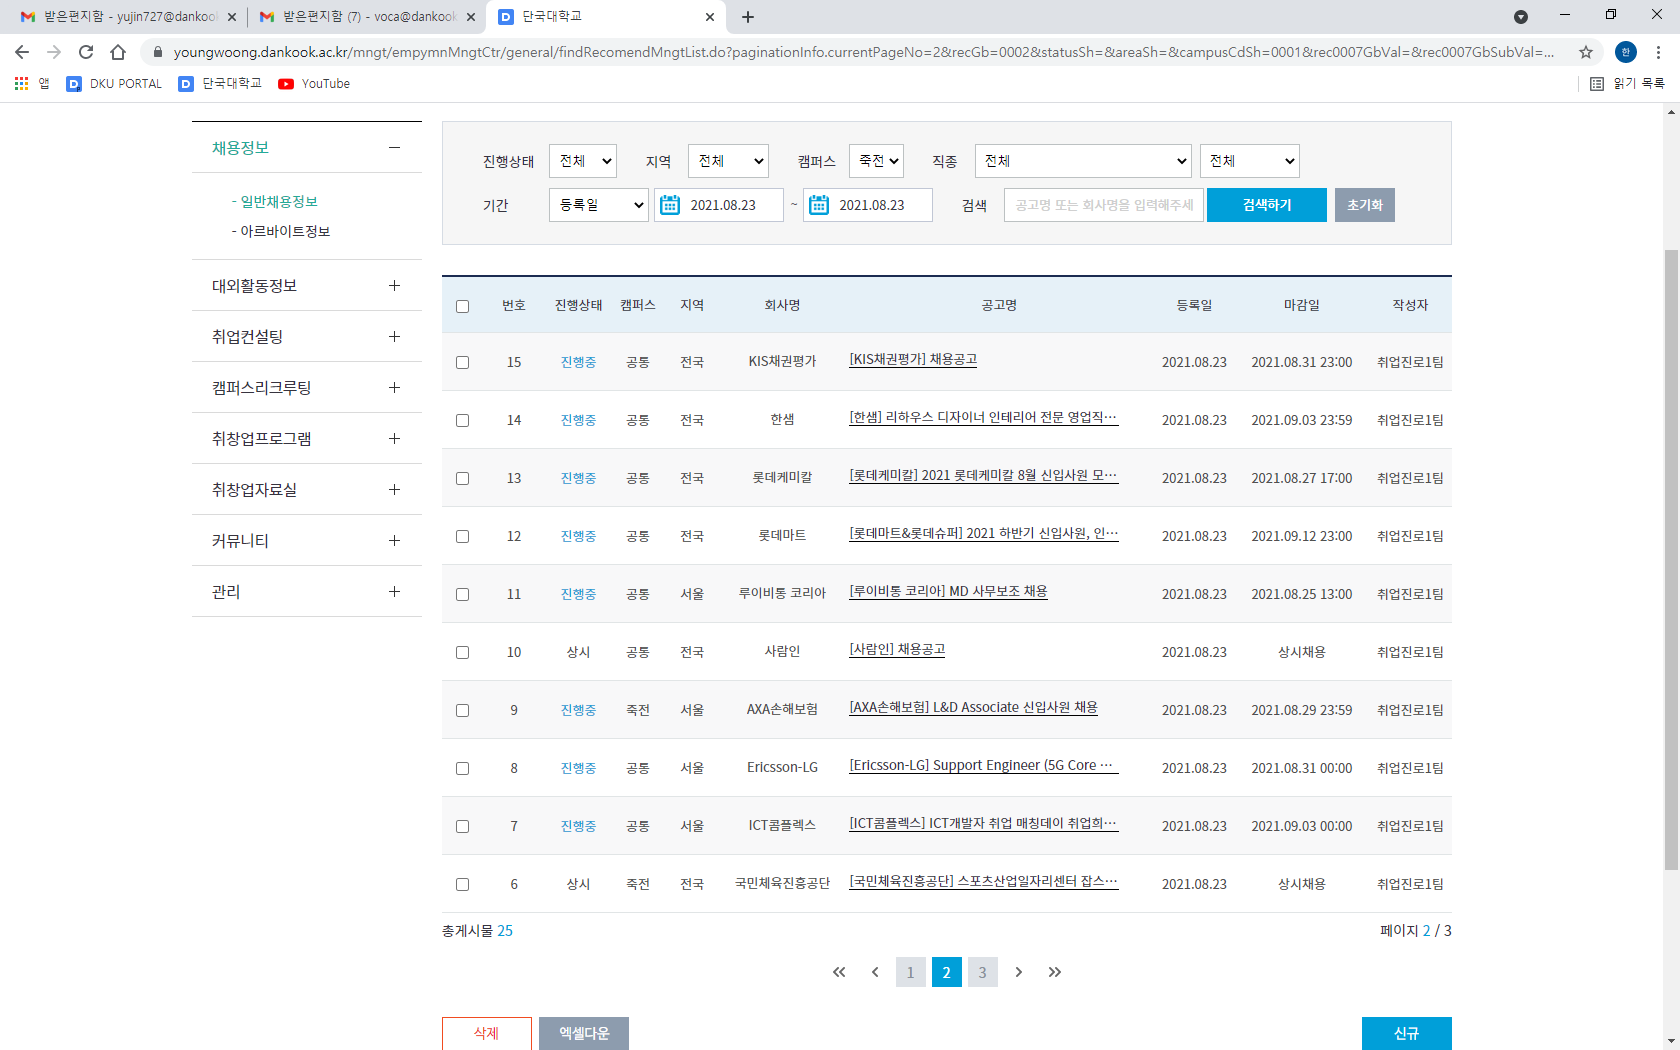 받은편지함 - yujin727@dankook
받은편지함 (7) - voca@dankook
단국대학교
youngwoong.dankook.ac.kr/mngt/empymnMngtCtr/general/findRecomendMngtList.do?paginationInfo.currentPageNo=2&recGb=0002&statusSh=&areaSh=&campusCdSh=0001&rec0007GbVal=&rec0007GbSubVal=...
한
앱 DKU PORTAL 단국대학교 YouTube 읽기 목록
채용정보
- 일반채용정보
- 아르바이트정보
대외활동정보
취업컨설팅
캠퍼스리크루팅
취창업프로그램
취창업자료실
커뮤니티
관리
진행상태 전체 지역 전체 캠퍼스 죽전 직종 전체 전체
기간 등록일 2021.08.23 ~ 2021.08.23 검색 공고명 또는 회사명을 입력해주세 검색하기 초기화
번호 진행상태 캠퍼스 지역 회사명 공고명 등록일 마감일 작성자
15 진행중 공통 전국 KIS채권평가 [KIS채권평가] 채용공고 2021.08.23 2021.08.31 23:00 취업진로1팀
14 진행중 공통 전국 한샘 [한샘] 리하우스 디자이너 인테리어 전문 영업직... 2021.08.23 2021.09.03 23:59 취업진로1팀
13 진행중 공통 전국 롯데케미칼 [롯데케미칼] 2021 롯데케미칼 8월 신입사원 모... 2021.08.23 2021.08.27 17:00 취업진로1팀
12 진행중 공통 전국 롯데마트 [롯데마트&롯데슈퍼] 2021 하반기 신입사원, 인... 2021.08.23 2021.09.12 23:00 취업진로1팀
11 진행중 공통 서울 루이비통 코리아 [루이비통 코리아] MD 사무보조 채용 2021.08.23 2021.08.25 13:00 취업진로1팀
10 상시 공통 전국 사람인 [사람인] 채용공고 2021.08.23 상시채용 취업진로1팀
9 진행중 죽전 서울 AXA손해보험 [AXA손해보험] L&D Associate 신입사원 채용 2021.08.23 2021.08.29 23:59 취업진로1팀
8 진행중 공통 서울 Ericsson-LG [Ericsson-LG] Support Engineer (5G Core ... 2021.08.23 2021.08.31 00:00 취업진로1팀
7 진행중 공통 서울 ICT콤플렉스 [ICT콤플렉스] ICT개발자 취업 매칭데이 취업희... 2021.08.23 2021.09.03 00:00 취업진로1팀
6 상시 죽전 전국 국민체육진흥공단 [국민체육진흥공단] 스포츠산업일자리센터 잡스... 2021.08.23 상시채용 취업진로1팀
총게시물 25 페이지 2 / 3
1 2 3
삭제 엑셀다운 신규